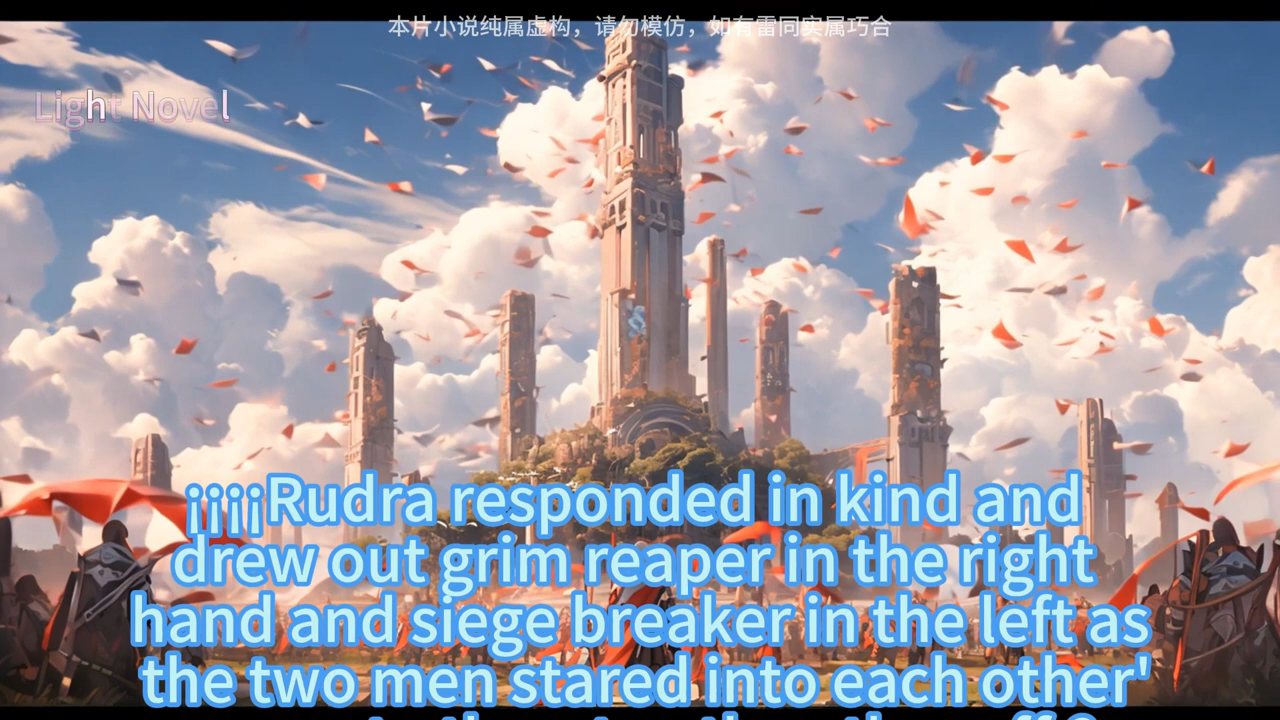 本片小说纯属虚构，请勿模仿，如有雷同实属巧合
Light Novel
¡¡¡¡Rudra responded in kind and
drew out grim reaper in the right
hand and siege breaker in the left as
the two men stared into each other'